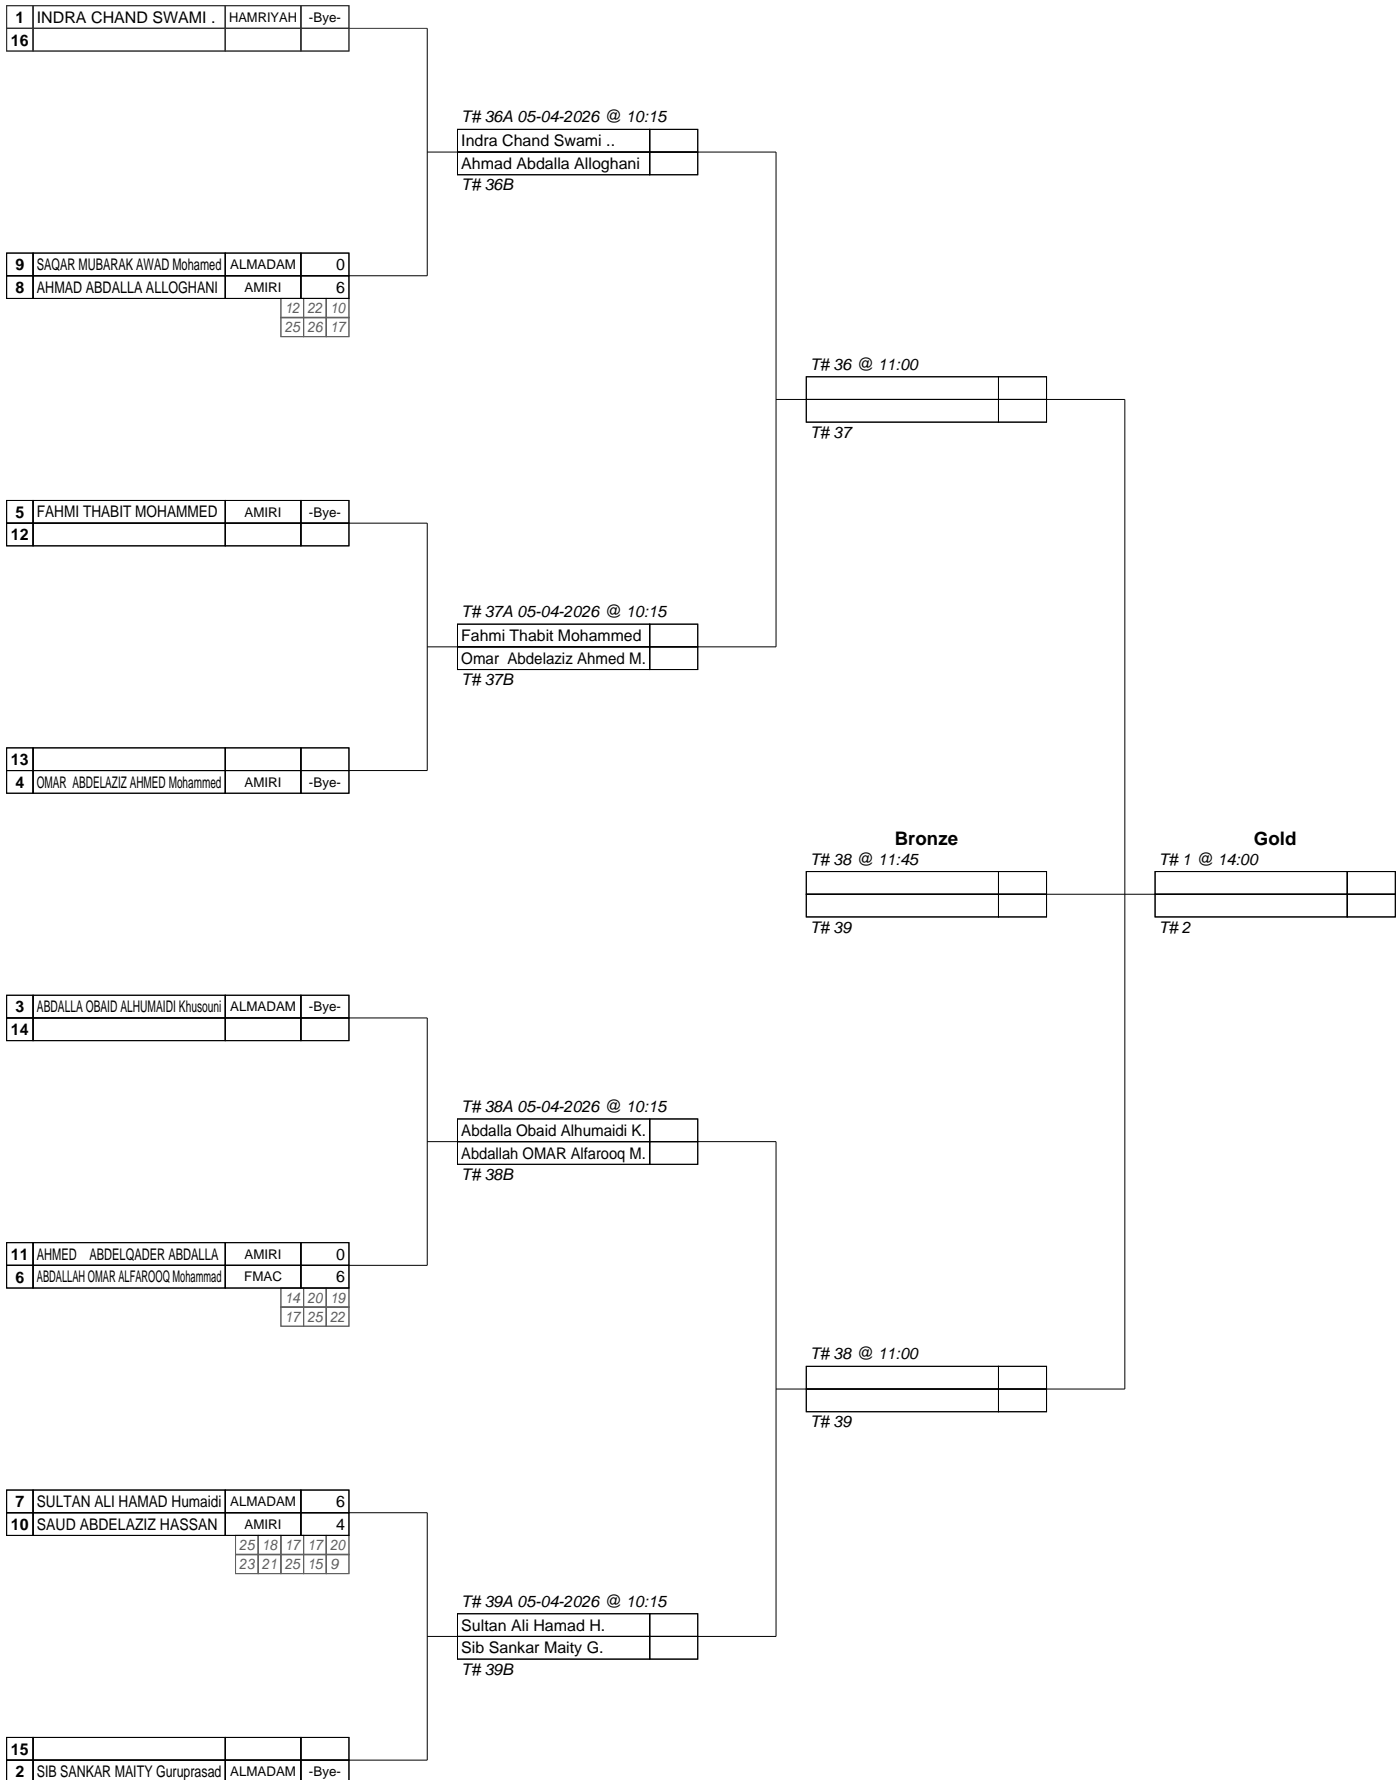 1 INDRA CHAND SWAMI . HAMRIYAH -Bye-
16
T# 36A 05-04-2026 @ 10:15
Indra Chand Swami ..
Ahmad Abdalla Alloghani
T# 36B
9 SAQAR MUBARAK AWAD Mohamed ALMADAM 0
8 AHMAD ABDALLA ALLOGHANI AMIRI 6
12 22 10
25 26 17
T# 36 @ 11:00
T# 37
5 FAHMI THABIT MOHAMMED AMIRI -Bye-
12
T# 37A 05-04-2026 @ 10:15
Fahmi Thabit Mohammed
Omar  Abdelaziz Ahmed M.
T# 37B
13
4 OMAR  ABDELAZIZ AHMED Mohammed AMIRI -Bye-
Bronze Gold
T# 38 @ 11:45 T# 1 @ 14:00
T# 39 T# 2
3 ABDALLA OBAID ALHUMAIDI Khusouni ALMADAM -Bye-
14
T# 38A 05-04-2026 @ 10:15
Abdalla Obaid Alhumaidi K.
Abdallah OMAR Alfarooq M.
T# 38B
11 AHMED    ABDELQADER ABDALLA AMIRI 0
6 ABDALLAH OMAR ALFAROOQ Mohammad FMAC 6
14 20 19
17 25 22
T# 38 @ 11:00
T# 39
7 SULTAN ALI HAMAD Humaidi ALMADAM 6
10 SAUD ABDELAZIZ HASSAN AMIRI 4
25 18 17 17 20
23 21 25 15 9
T# 39A 05-04-2026 @ 10:15
Sultan Ali Hamad H.
Sib Sankar Maity G.
T# 39B
15
2 SIB SANKAR MAITY Guruprasad ALMADAM -Bye-